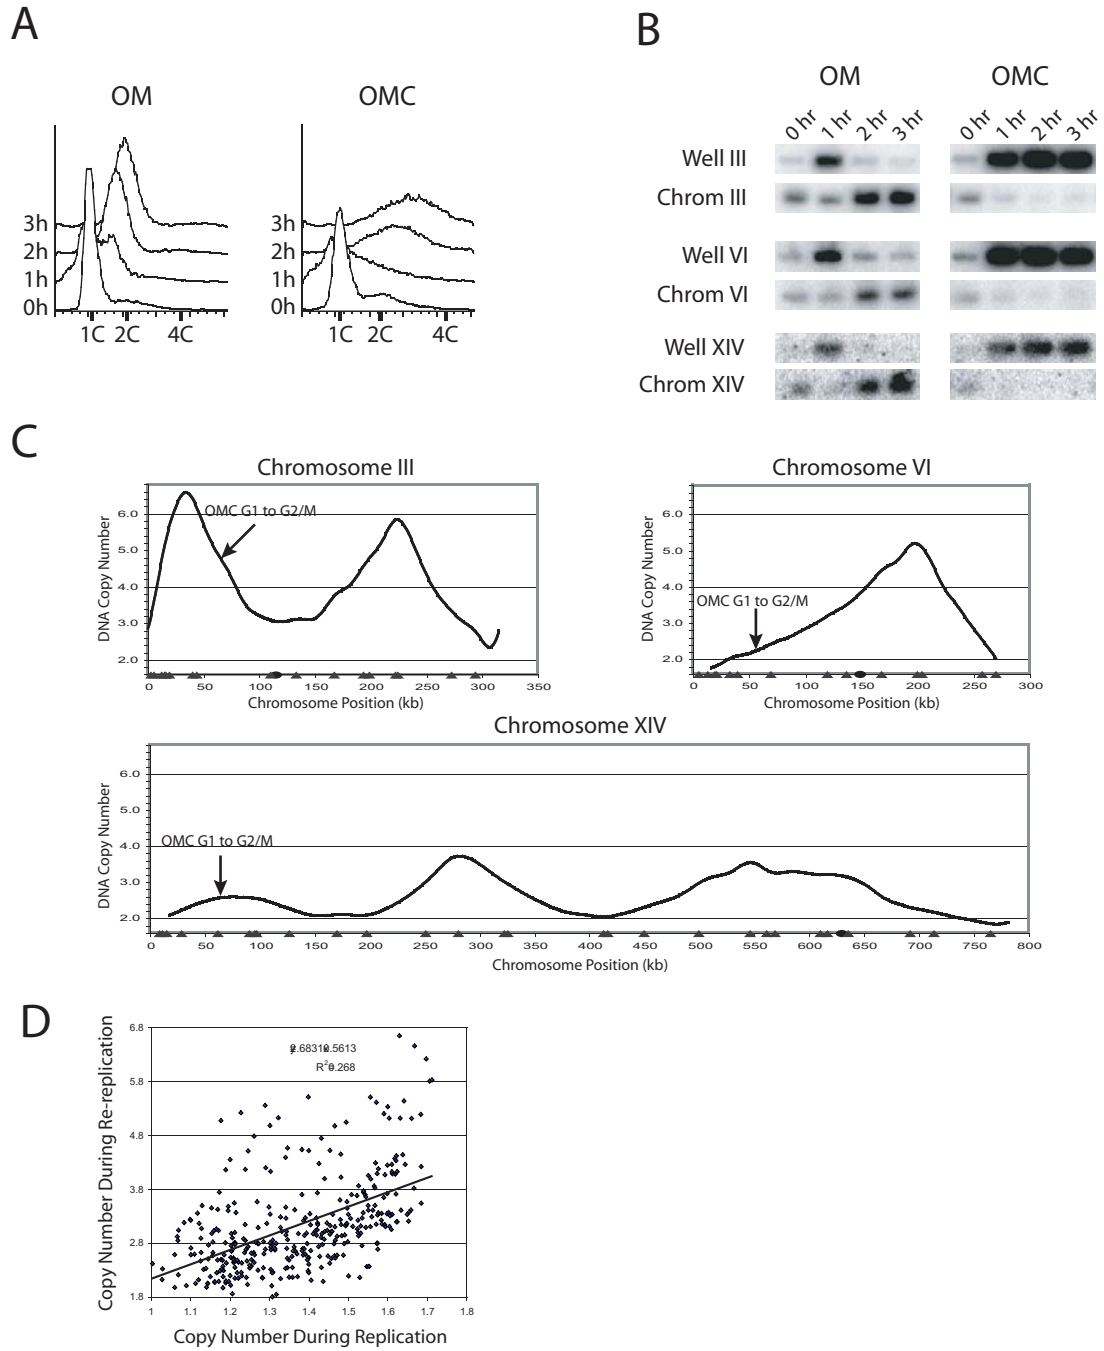 A
OM
OMC
3h
2h
1h
0h
1C 2C 4C
3h
2h
1h
0h
1C 2C 4C
B
OM
OMC
0 hr 1 hr 2 hr 3 hr
0 hr 1 hr 2 hr 3 hr
Well III
Chrom III
Well VI
Chrom VI
Well XIV
Chrom XIV
C
Chromosome III
DNA Copy Number
6.0
5.0
4.0
3.0
2.0
OMC G1 to G2/M
0 50 100 150 200 250 300 350
Chromosome Position (kb)
Chromosome VI
DNA Copy Number
6.0
5.0
4.0
3.0
2.0
OMC G1 to G2/M
0 50 100 150 200 250 300
Chromosome Position (kb)
Chromosome XIV
DNA Copy Number
6.0
5.0
4.0
3.0
2.0
OMC G1 to G2/M
0 50 100 150 200 250 300 350 400 450 500 550 600 650 700 750 800
Chromosome Position (kb)
D
Copy Number During Re-replication
6.8
5.8
4.8
3.8
2.8
1.8
1 1.1 1.2 1.3 1.4 1.5 1.6 1.7 1.8
Copy Number During Replication